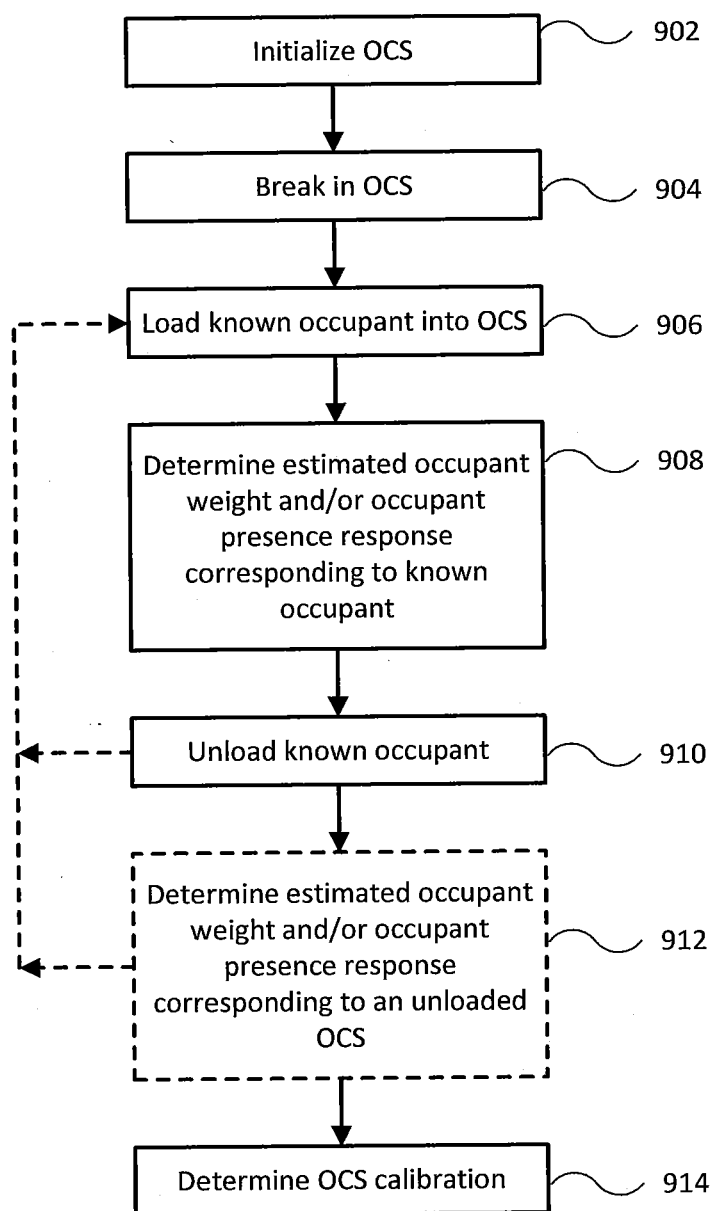 Initialize OCS
902
Break in OCS
904
Load known occupant into OCS
906
Determine estimated occupant
weight and/or occupant
presence response
corresponding to known
occupant
908
Unload known occupant
910
Determine estimated occupant
weight and/or occupant
presence response
corresponding to an unloaded
OCS
912
Determine OCS calibration
914